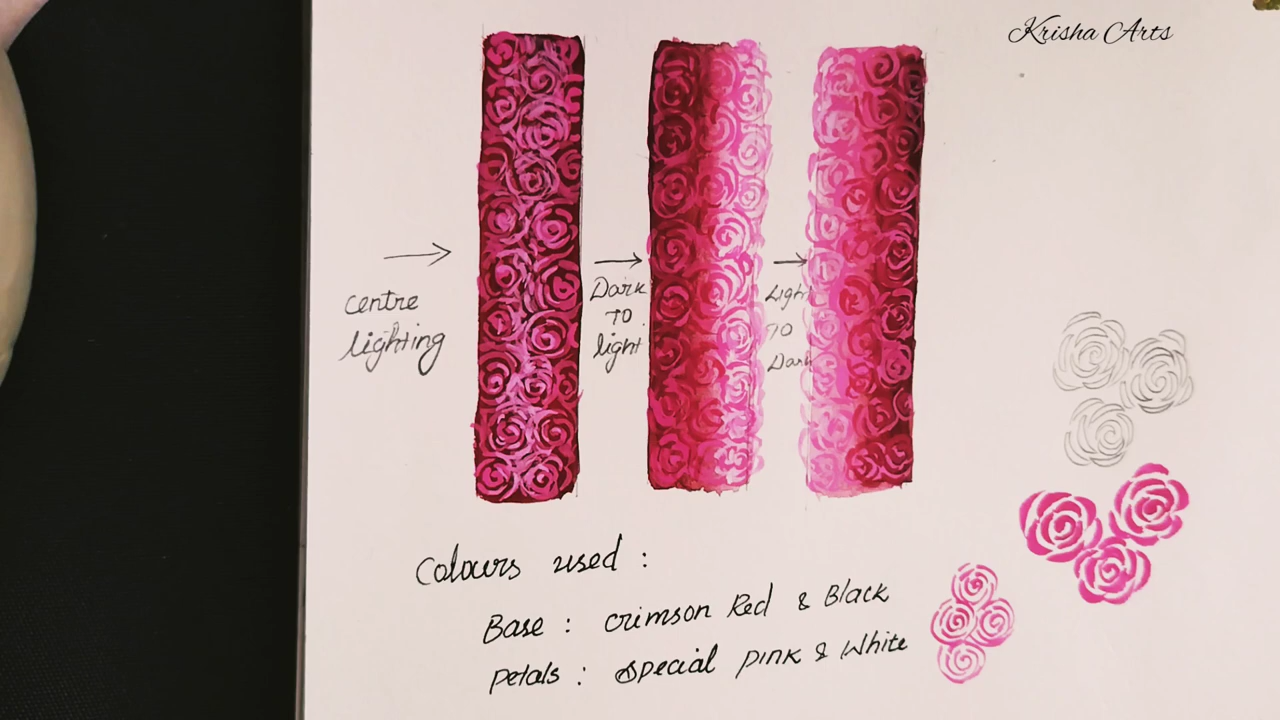 Krisha Arts
centre
lighting
Dark
TO
light
Light
TO
Dark
Colours used :
Base : crimson Red & Black
Petals : special pink & White